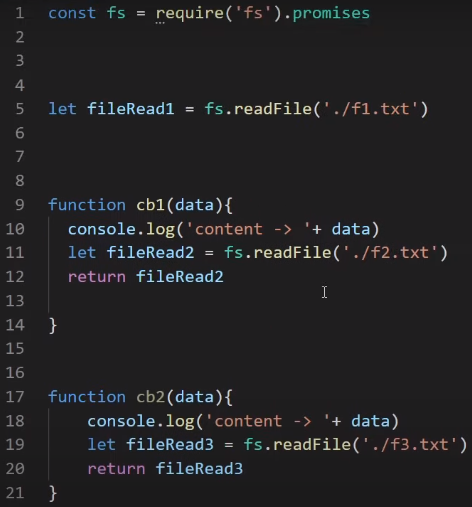 1 const fs = require('fs').promises
2
3
4
5 let fileRead1 = fs.readFile('./f1.txt')
6
7
8
9 function cb1(data){
10 console.log('content -> '+ data)
11 let fileRead2 = fs.readFile('./f2.txt')
12 return fileRead2
13
14 }
15
16
17 function cb2(data){
18 console.log('content -> '+ data)
19 let fileRead3 = fs.readFile('./f3.txt')
20 return fileRead3
21 }